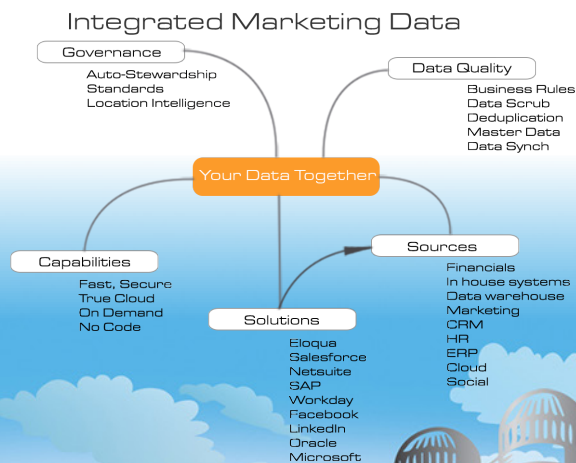 Integrated Marketing Data
Governance
Auto-Stewardship
Standards
Location Intelligence
Data Quality
Business Rules
Data Scrub
Deduplication
Master Data
Data Synch
Your Data Together
Capabilities
Fast, Secure
True Cloud
On Demand
No Code
Solutions
Eloqua
Salesforce
Netsuite
SAP
Workday
Facebook
LinkedIn
Oracle
Microsoft
Sources
Financials
In house systems
Data warehouse
Marketing
CRM
HR
ERP
Cloud
Social